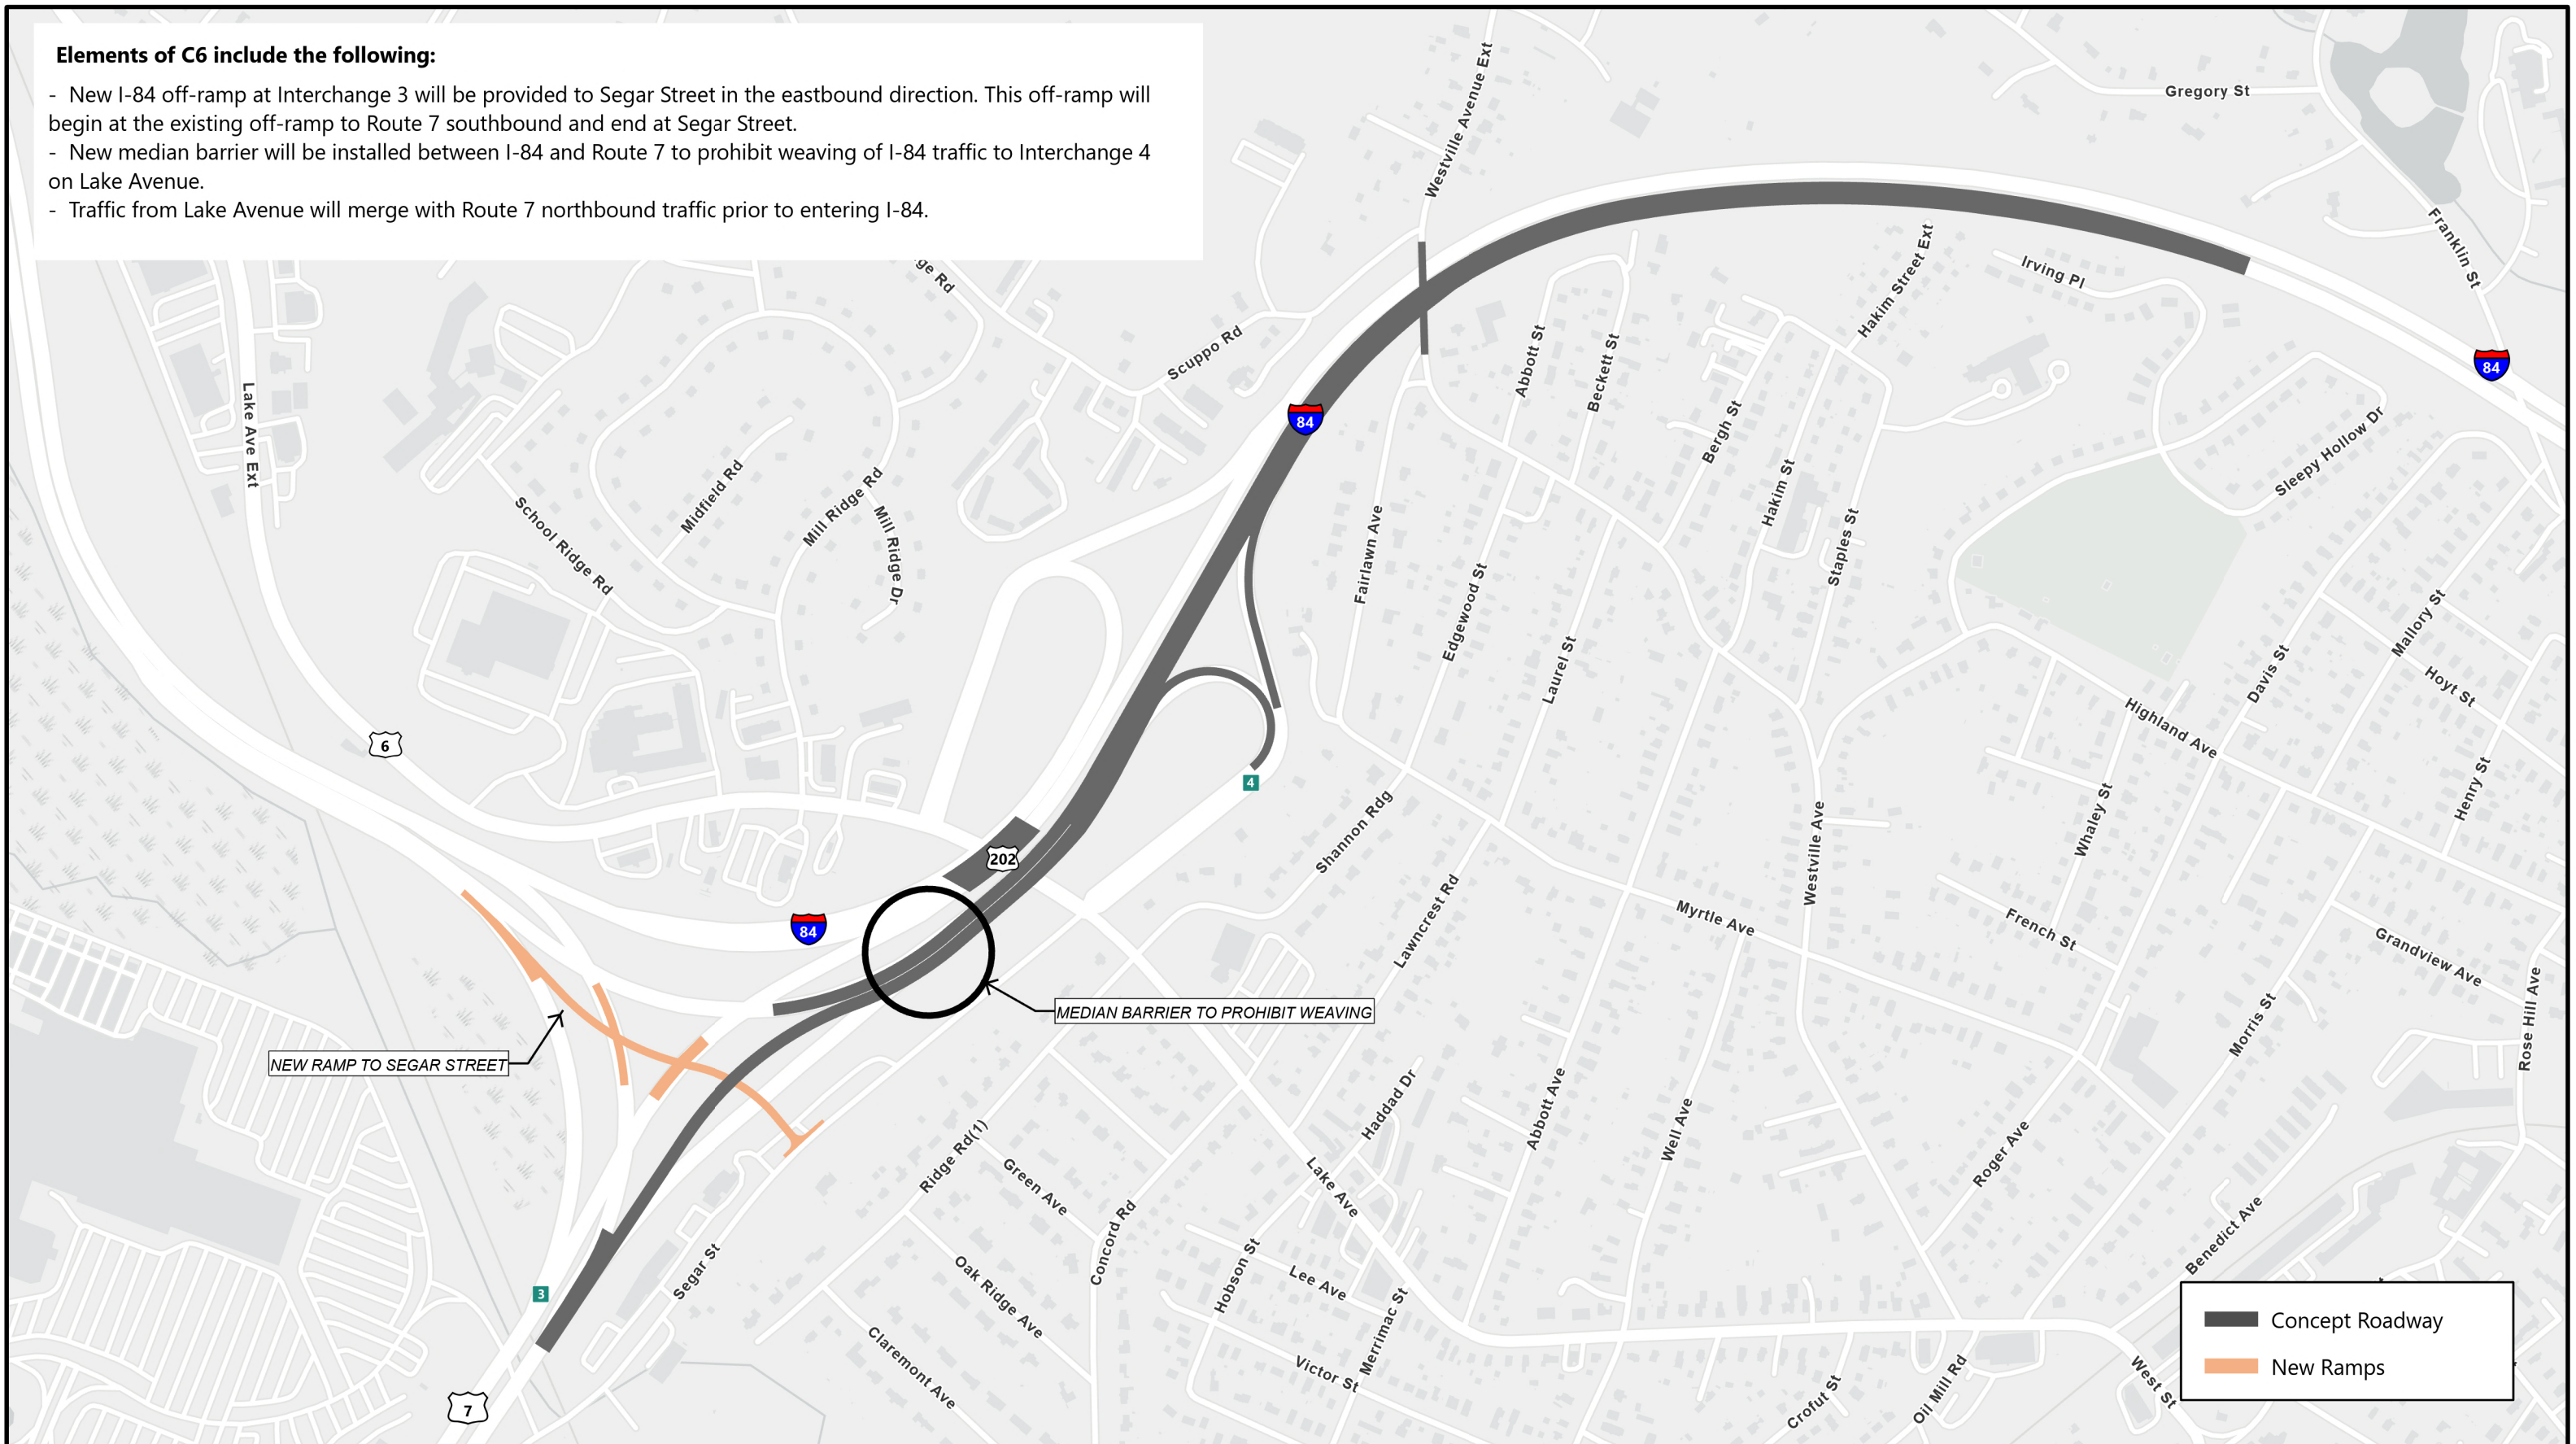 Elements of C6 include the following:
- New I-84 off-ramp at Interchange 3 will be provided to Segar Street in the eastbound direction. This off-ramp will
begin at the existing off-ramp to Route 7 southbound and end at Segar Street.
- New median barrier will be installed between I-84 and Route 7 to prohibit weaving of I-84 traffic to Interchange 4
on Lake Avenue.
- Traffic from Lake Avenue will merge with Route 7 northbound traffic prior to entering I-84.
Westville Avenue Ext
Gregory St
Franklin St
Irving Pl
Hakim Street Ext
Scuppo Rd
Rd
Abbott St
Beckett St
84
84
Lake Ave Ext
Bergh St
Hakim St
Staples St
Sleepy Hollow Dr
School Ridge Rd
Midfield Rd
Mill Ridge Rd
Mill Ridge Dr
Fairlawn Ave
Edgewood St
Laurel St
Davis St
Mallory St
Hoyt St
Highland Ave
Henry St
6
4
Shannon Rdg
Whaley St
Westville Ave
202
84
Lawncrest Rd
Myrtle Ave
French St
Grandview Ave
Rose Hill Ave
Morris St
MEDIAN BARRIER TO PROHIBIT WEAVING
NEW RAMP TO SEGAR STREET
Haddad Dr
Abbott Ave
Well Ave
Roger Ave
Ridge Rd(1)
Green Ave
Concord Rd
Lake Ave
Benedict Ave
Segar St
Oak Ridge Ave
Hobson St
Lee Ave
Merrimac St
3
Claremont Ave
Victor St
Crofut St
Oil Mill Rd
West St
7
Concept Roadway
New Ramps